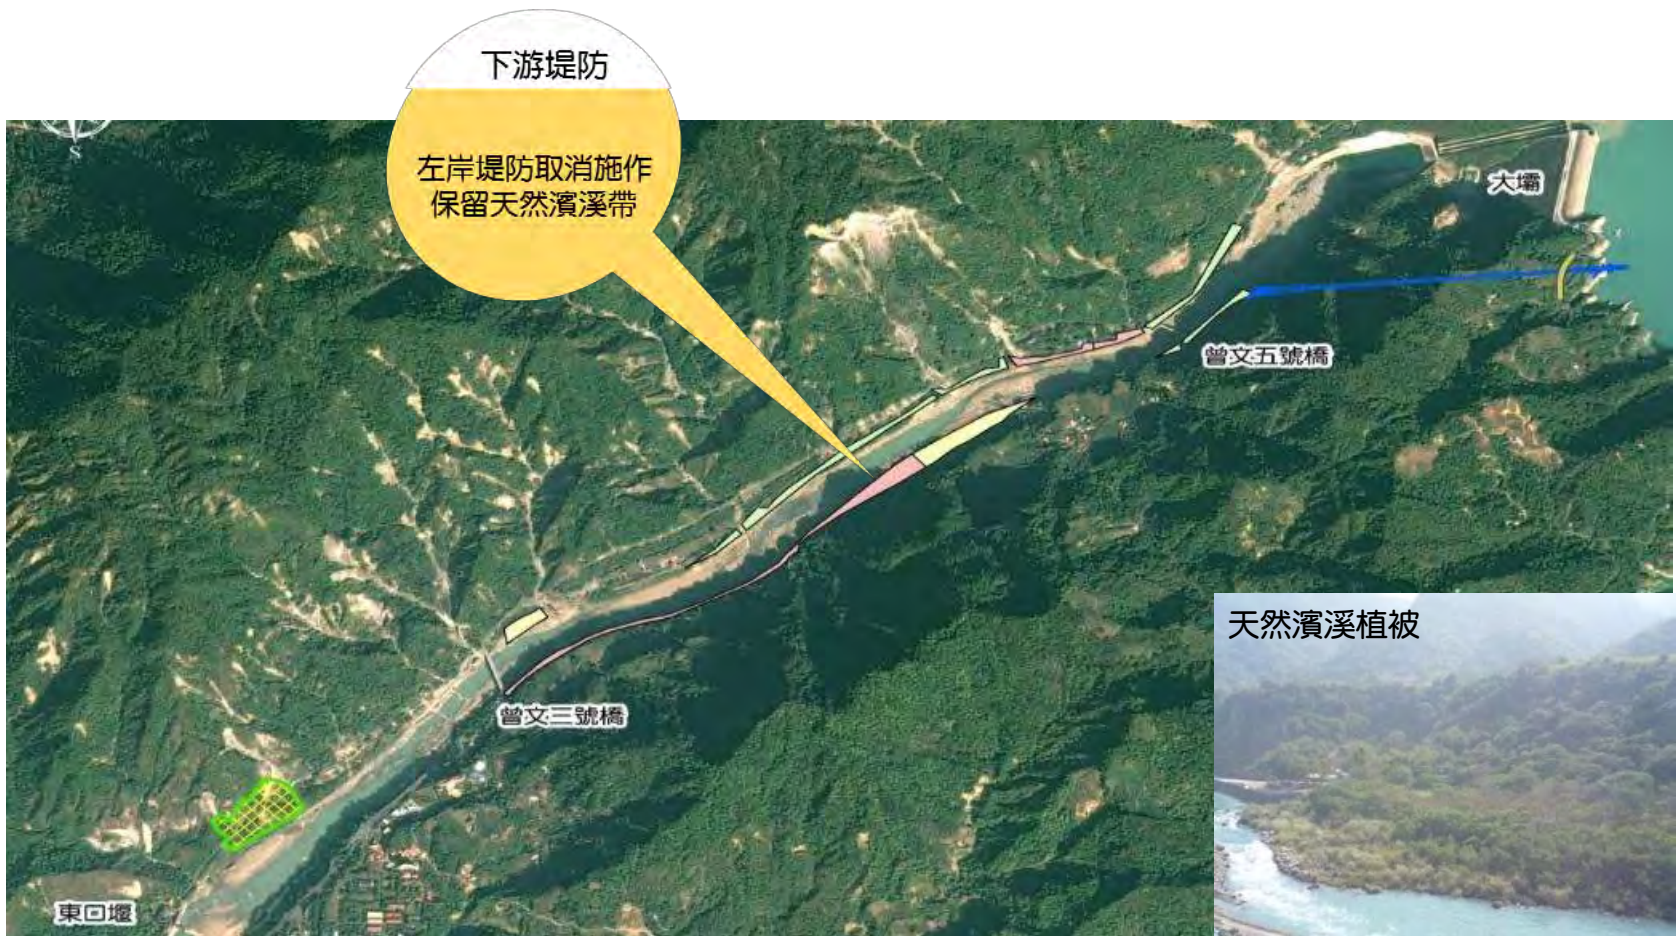 下游堤防
左岸堤防取消施作
保留天然濱溪帶
S
大壩
曾文五號橋
天然濱溪植被
曾文三號橋
東口堰